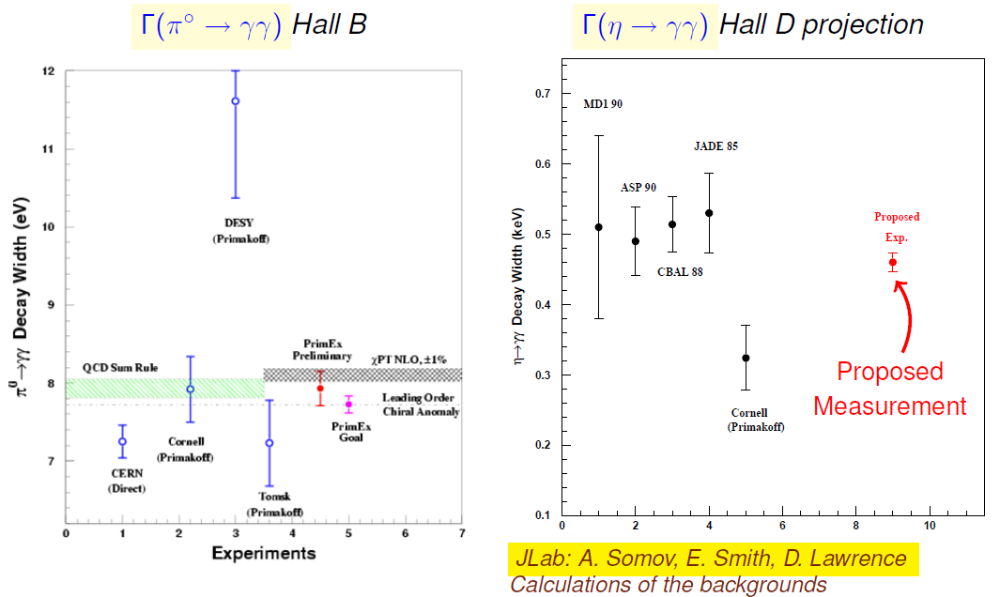 Γ(π° → γγ) Hall B
12
11
10
9
8
7
π⁰→γγ Decay Width (eV)
DESY
(Primakoff)
PrimEx
Preliminary
χPT NLO, ±1%
QCD Sum Rule
Leading Order
Chiral Anomaly
PrimEx
Goal
Cornell
(Primakoff)
CERN
(Direct)
Tomsk
(Primakoff)
0 1 2 3 4 5 6 7
Experiments
Γ(η → γγ) Hall D projection
0.7
0.6
0.5
0.4
0.3
0.2
0.1
η→γγ Decay Width (keV)
MD1 90
JADE 85
ASP 90
CBAL 88
Proposed
Exp.
Cornell
(Primakoff)
Proposed
Measurement
0 2 4 6 8 10
JLab: A. Somov, E. Smith, D. Lawrence
Calculations of the backgrounds